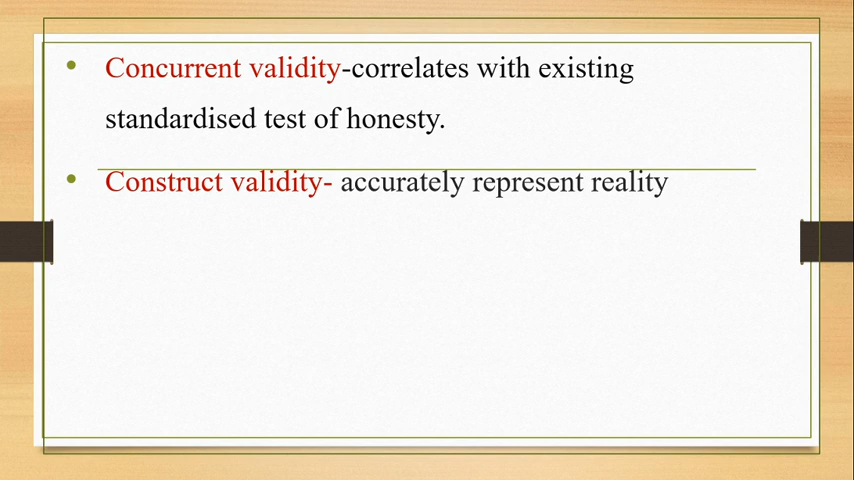 • Concurrent validity-correlates with existing
standardised test of honesty.
• Construct validity- accurately represent reality